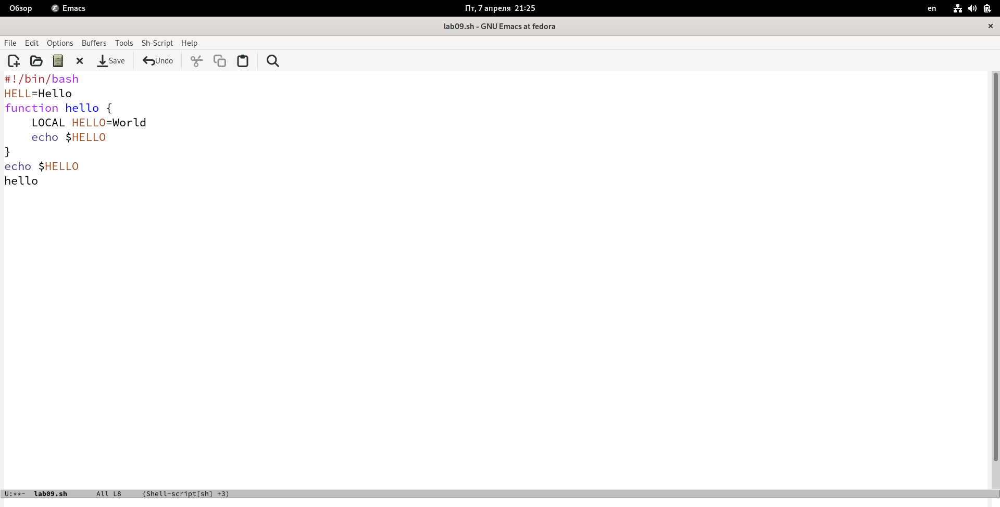 Обзор Emacs Пт, 7 апреля 21:25 en
lab09.sh - GNU Emacs at fedora
File Edit Options Buffers Tools Sh-Script Help
Save Undo
#!/bin/bash
HELL=Hello
function hello {
    LOCAL HELLO=World
    echo $HELLO
}
echo $HELLO
hello
U:**-  lab09.sh       All L8     (Shell-script[sh] +3)